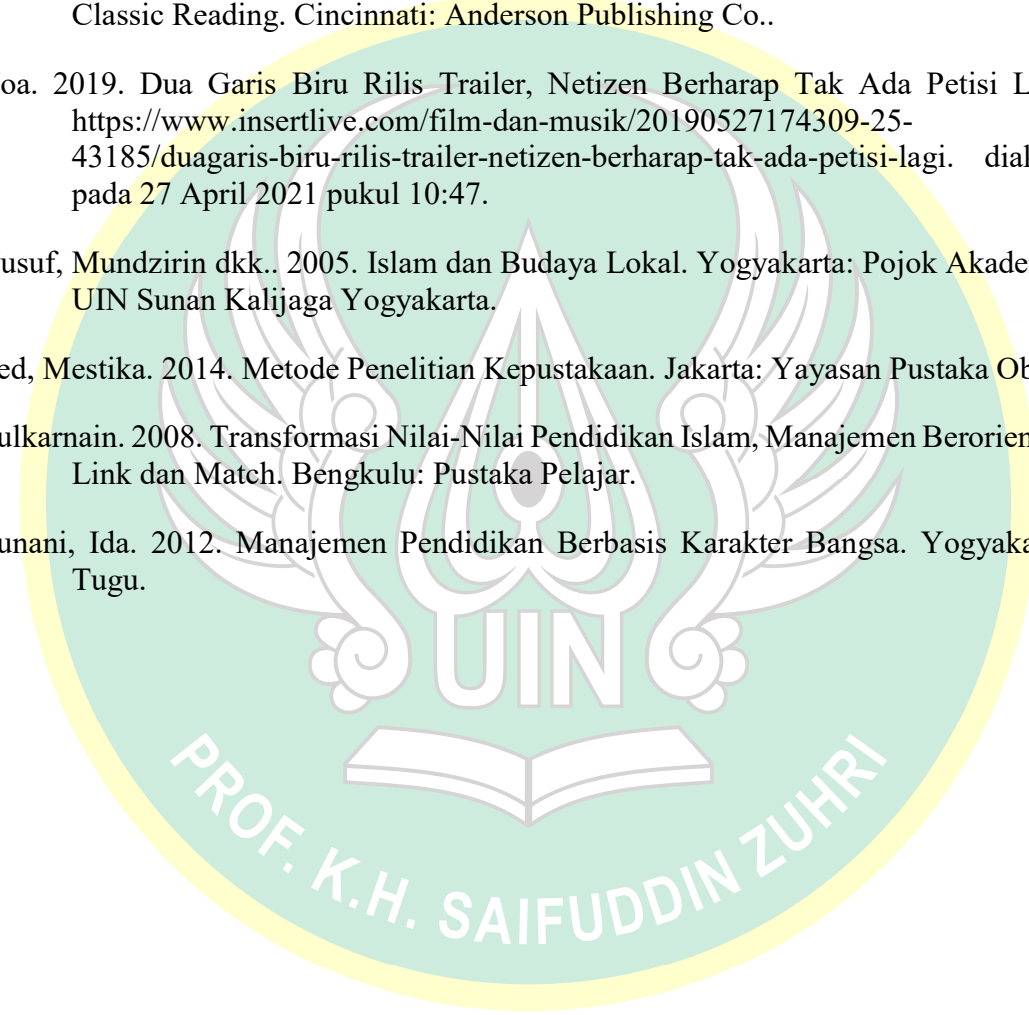 Classic Reading. Cincinnati: Anderson Publishing Co..
oa. 2019. Dua Garis Biru Rilis Trailer, Netizen Berharap Tak Ada Petisi L
https://www.insertlive.com/film-dan-musik/20190527174309-25-
43185/duagaris-biru-rilis-trailer-netizen-berharap-tak-ada-petisi-lagi. dia
pada 27 April 2021 pukul 10:47.
usuf, Mundzirin dkk.. 2005. Islam dan Budaya Lokal. Yogyakarta: Pojok Akade
UIN Sunan Kalijaga Yogyakarta.
ed, Mestika. 2014. Metode Penelitian Kepustakaan. Jakarta: Yayasan Pustaka Ob
ulkarnain. 2008. Transformasi Nilai-Nilai Pendidikan Islam, Manajemen Berorien
Link dan Match. Bengkulu: Pustaka Pelajar.
unani, Ida. 2012. Manajemen Pendidikan Berbasis Karakter Bangsa. Yogyaka
Tugu.
UIN
PROF. K.H. SAIFUDDIN ZUHRI